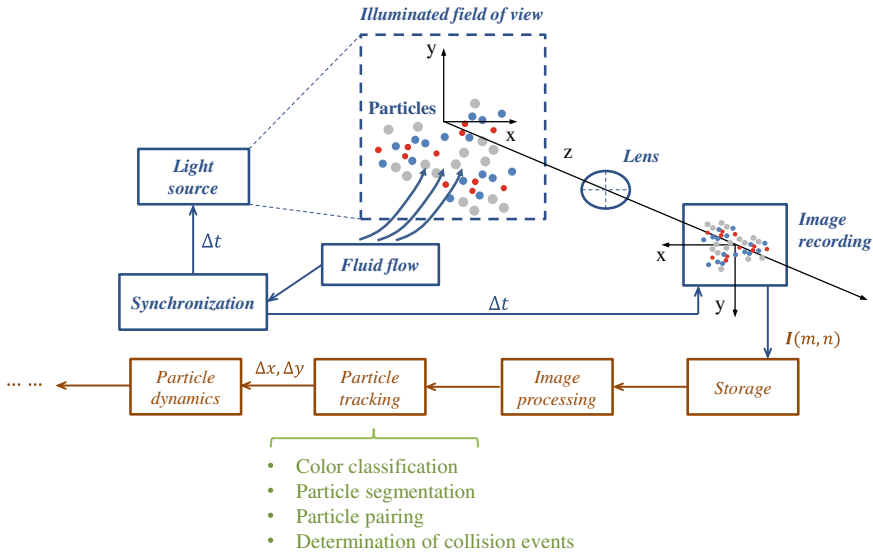 Illuminated field of view
y
Particles
x
z
Lens
Light
source
Image
recording
x
y
Δt
Fluid flow
Synchronization
Δt
I(m, n)
Δx, Δy
... ...
Particle
dynamics
Particle
tracking
Image
processing
Storage
• Color classification
• Particle segmentation
• Particle pairing
• Determination of collision events